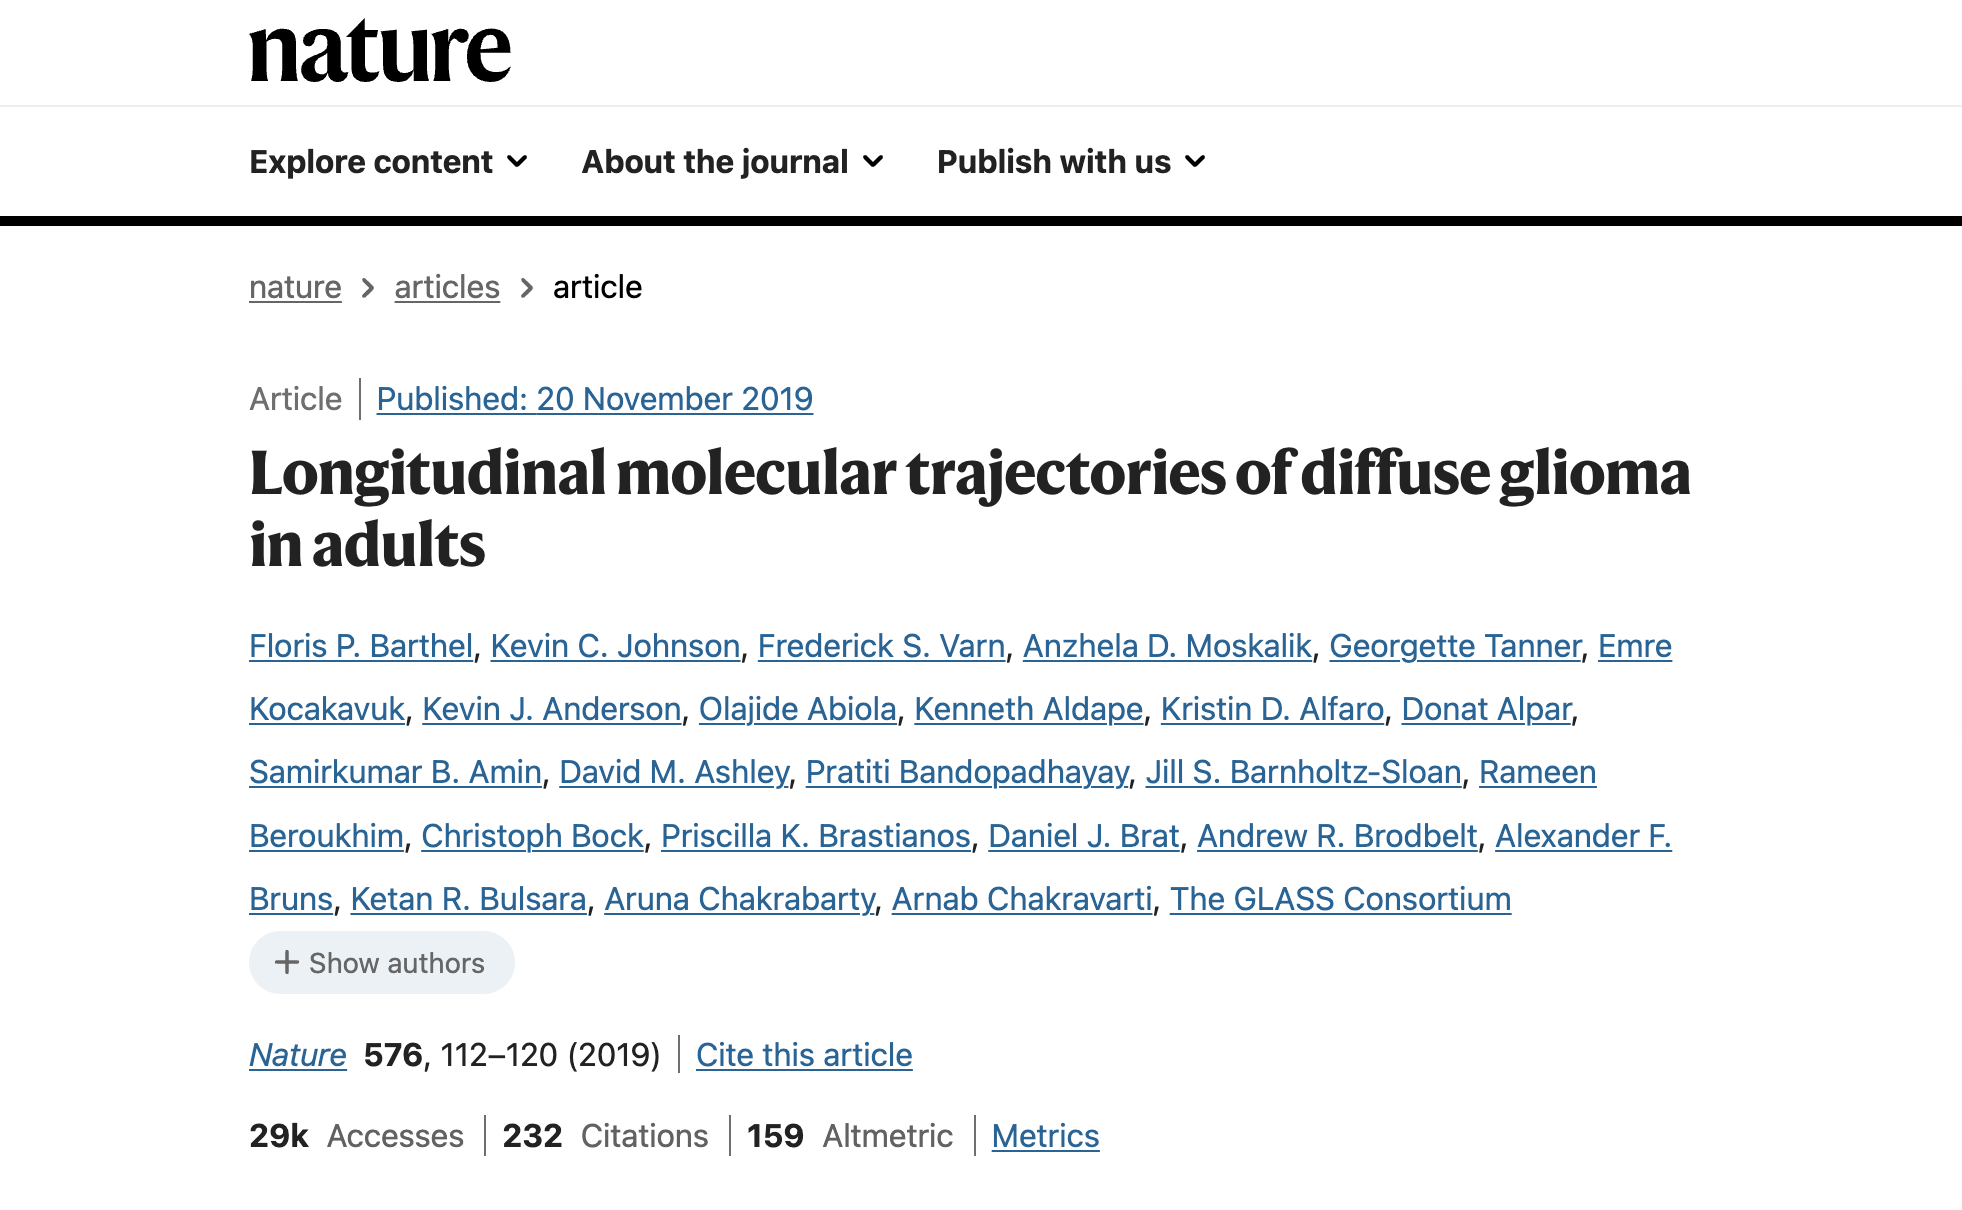 nature
Explore content About the journal Publish with us
nature > articles > article
Article | Published: 20 November 2019
Longitudinal molecular trajectories of diffuse glioma
in adults
Floris P. Barthel, Kevin C. Johnson, Frederick S. Varn, Anzhela D. Moskalik, Georgette Tanner, Emre
Kocakavuk, Kevin J. Anderson, Olajide Abiola, Kenneth Aldape, Kristin D. Alfaro, Donat Alpar,
Samirkumar B. Amin, David M. Ashley, Pratiti Bandopadhayay, Jill S. Barnholtz-Sloan, Rameen
Beroukhim, Christoph Bock, Priscilla K. Brastianos, Daniel J. Brat, Andrew R. Brodbelt, Alexander F.
Bruns, Ketan R. Bulsara, Aruna Chakrabarty, Arnab Chakravarti, The GLASS Consortium
+ Show authors
Nature 576, 112–120 (2019) | Cite this article
29k Accesses | 232 Citations | 159 Altmetric | Metrics